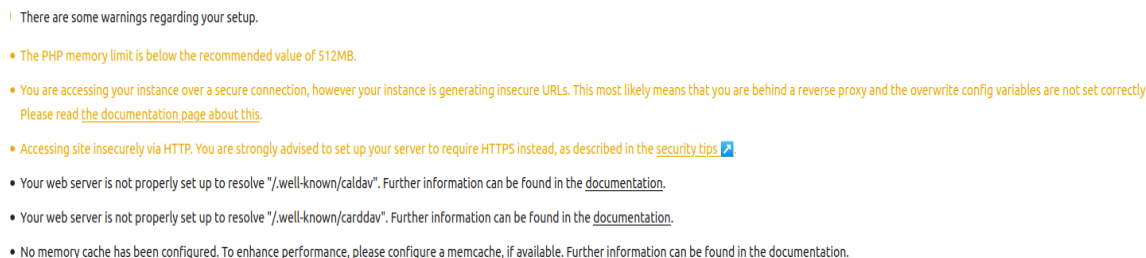 There are some warnings regarding your setup.
• The PHP memory limit is below the recommended value of 512MB.
• You are accessing your instance over a secure connection, however your instance is generating insecure URLs. This most likely means that you are behind a reverse proxy and the overwrite config variables are not set correctly
Please read the documentation page about this.
• Accessing site insecurely via HTTP. You are strongly advised to set up your server to require HTTPS instead, as described in the security tips ↗.
• Your web server is not properly set up to resolve "/.well-known/caldav". Further information can be found in the documentation.
• Your web server is not properly set up to resolve "/.well-known/carddav". Further information can be found in the documentation.
• No memory cache has been configured. To enhance performance, please configure a memcache, if available. Further information can be found in the documentation.